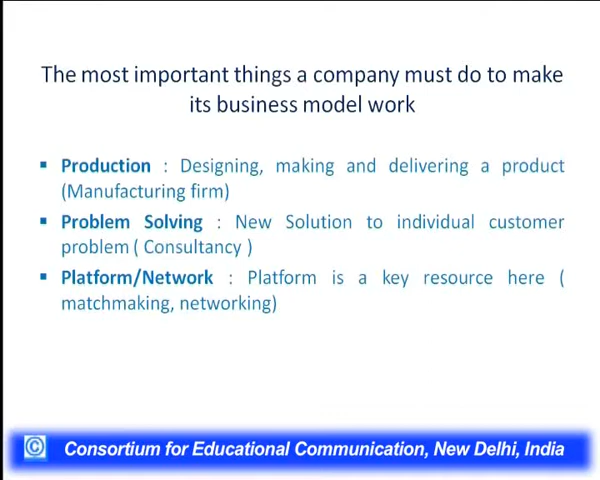 The most important things a company must do to make
its business model work
▪ Production : Designing, making and delivering a product
(Manufacturing firm)
▪ Problem Solving : New Solution to individual customer
problem ( Consultancy )
▪ Platform/Network : Platform is a key resource here (
matchmaking, networking)
© Consortium for Educational Communication, New Delhi, India